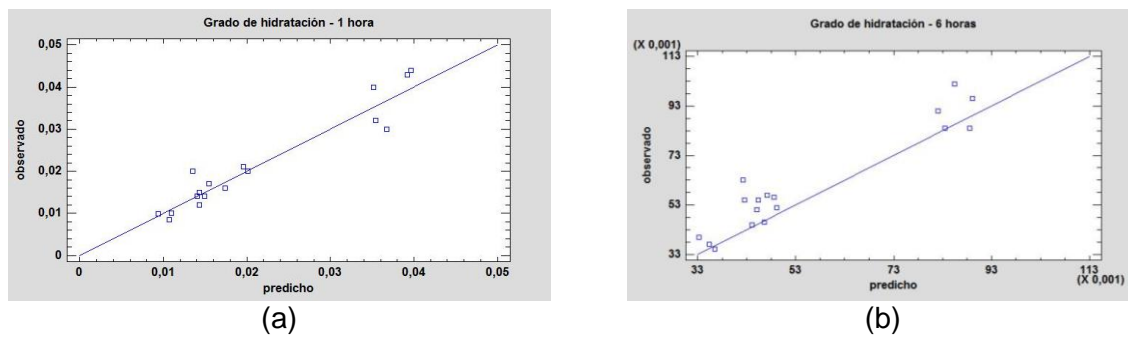 Grado de hidratación - 1 hora
0,05
0,04
0,03
0,02
0,01
0
observado
0 0,01 0,02 0,03 0,04 0,05
predicho
(a)
Grado de hidratación - 6 horas
(X 0,001)
113
93
73
53
33
observado
33 53 73 93 113
predicho
(X 0,001)
(b)